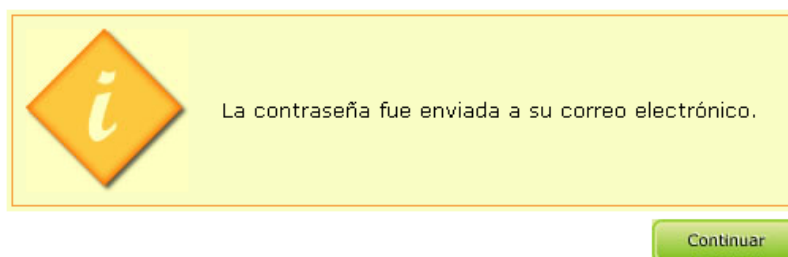 i
La contraseña fue enviada a su correo electrónico.
Continuar